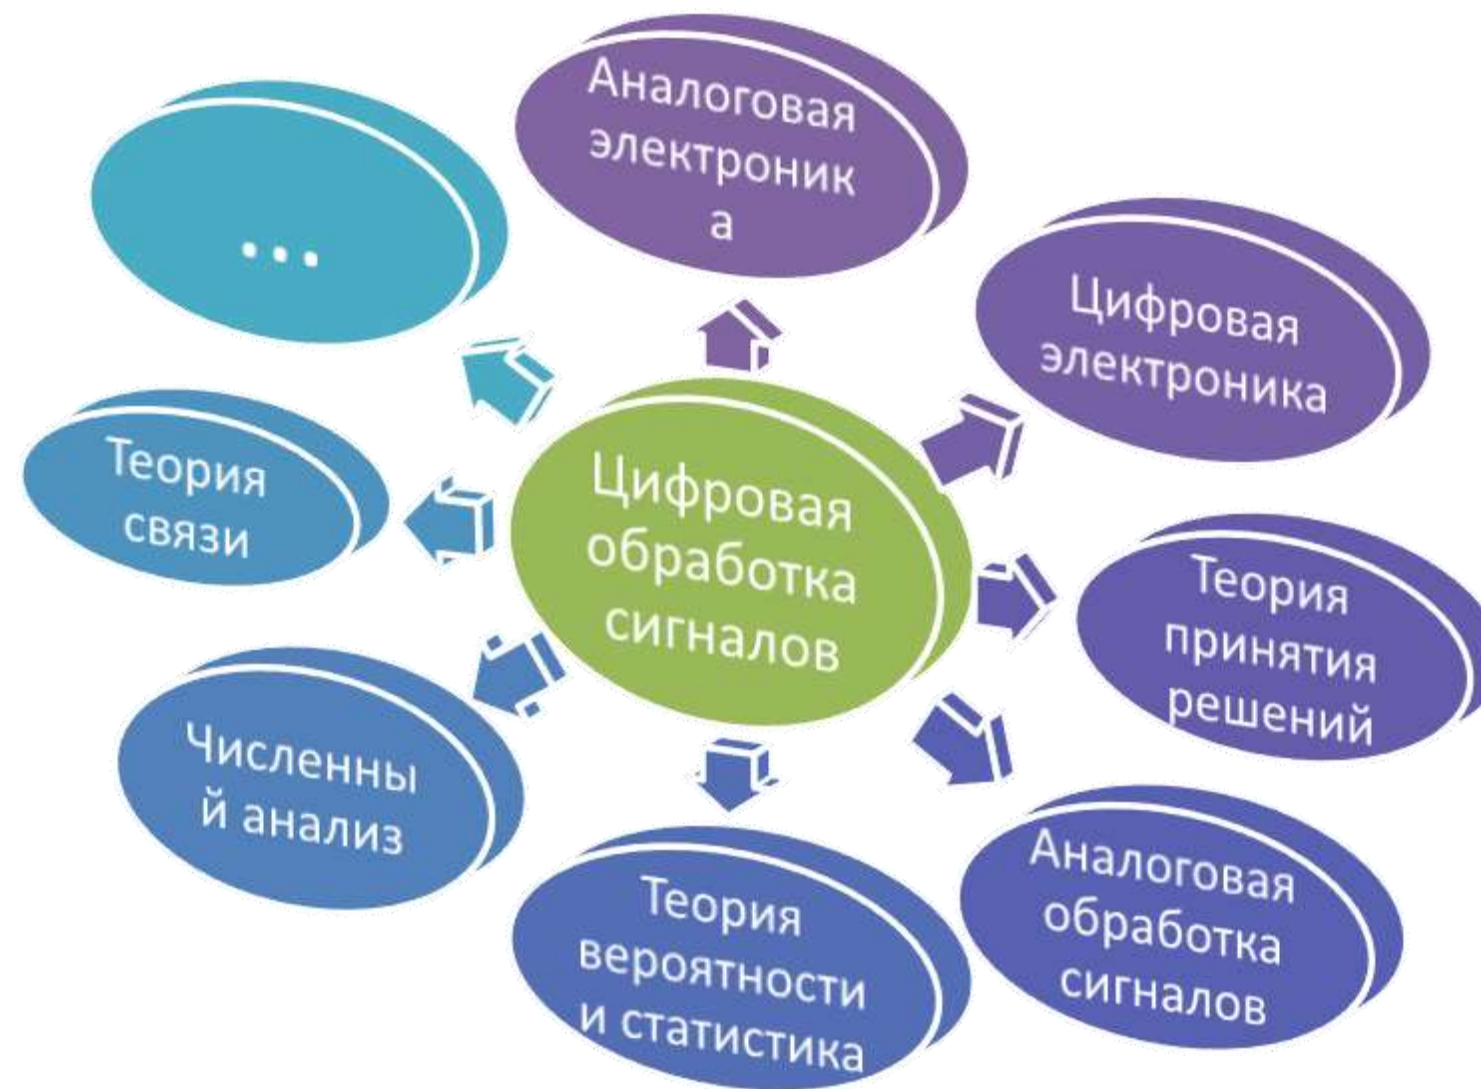 Аналоговая
электроник
а
Цифровая
электроника
Теория
принятия
решений
Аналоговая
обработка
сигналов
Теория
вероятности
и статистика
Численны
й анализ
Теория
связи
...
Цифровая
обработка
сигналов